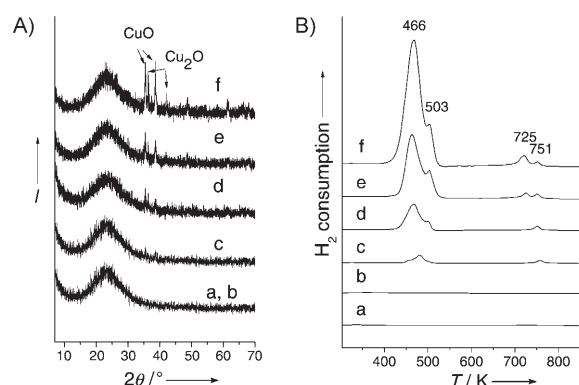 A)
CuO
Cu₂O
f
e
d
c
a, b
I
10 20 30 40 50 60 70
2θ / °
B)
466
503
725
751
f
e
d
c
b
a
H₂ consumption
400 500 600 700 800
T / K